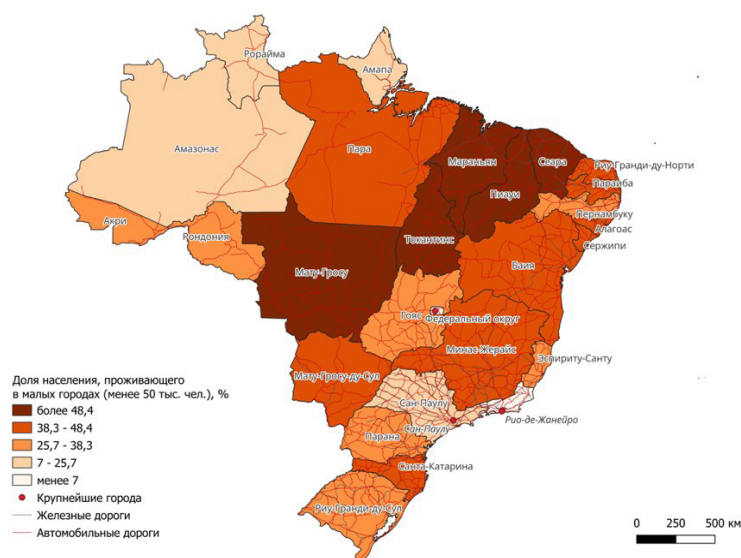 Рорайма
Амапа
Амазонас
Пара
Мараньян
Сеара
Риу-Гранди-ду-Норти
Параиба
Пиауи
Пернамбуку
Акри
Рондония
Алагоас
Токантинс
Сержипи
Мату-Гросу
Баия
Гояс
Федеральный округ
Минас-Жерайс
Эспириту-Санту
Мату-Гросу-ду-Сул
Сан-Паулу
Сан-Паулу
Рио-де-Жанейро
Парана
Санта-Катарина
Риу-Гранди-ду-Сул
Доля населения, проживающего
в малых городах (менее 50 тыс. чел.), %
более 48,4
38,3 - 48,4
25,7 - 38,3
7 - 25,7
менее 7
Крупнейшие города
Железные дороги
Автомобильные дороги
0 250 500 км